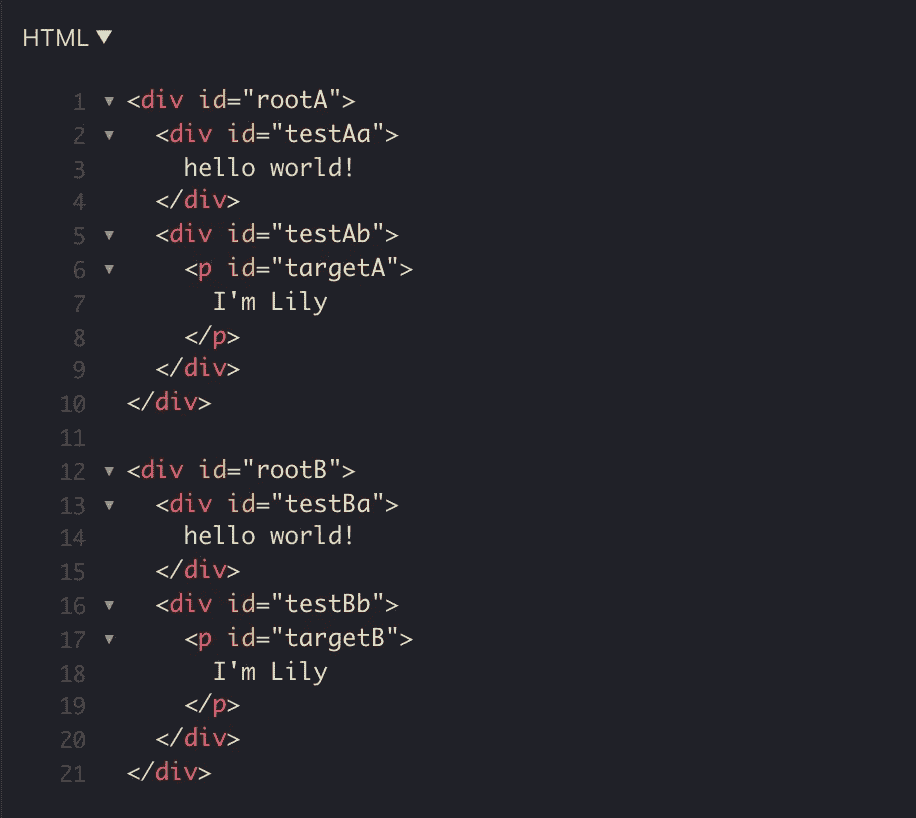 HTML ▼
1 ▼ <div id="rootA">
2 ▼   <div id="testAa">
3       hello world!
4     </div>
5 ▼   <div id="testAb">
6 ▼     <p id="targetA">
7         I'm Lily
8       </p>
9     </div>
10  </div>
11
12 ▼ <div id="rootB">
13 ▼   <div id="testBa">
14       hello world!
15     </div>
16 ▼   <div id="testBb">
17 ▼     <p id="targetB">
18         I'm Lily
19       </p>
20     </div>
21  </div>